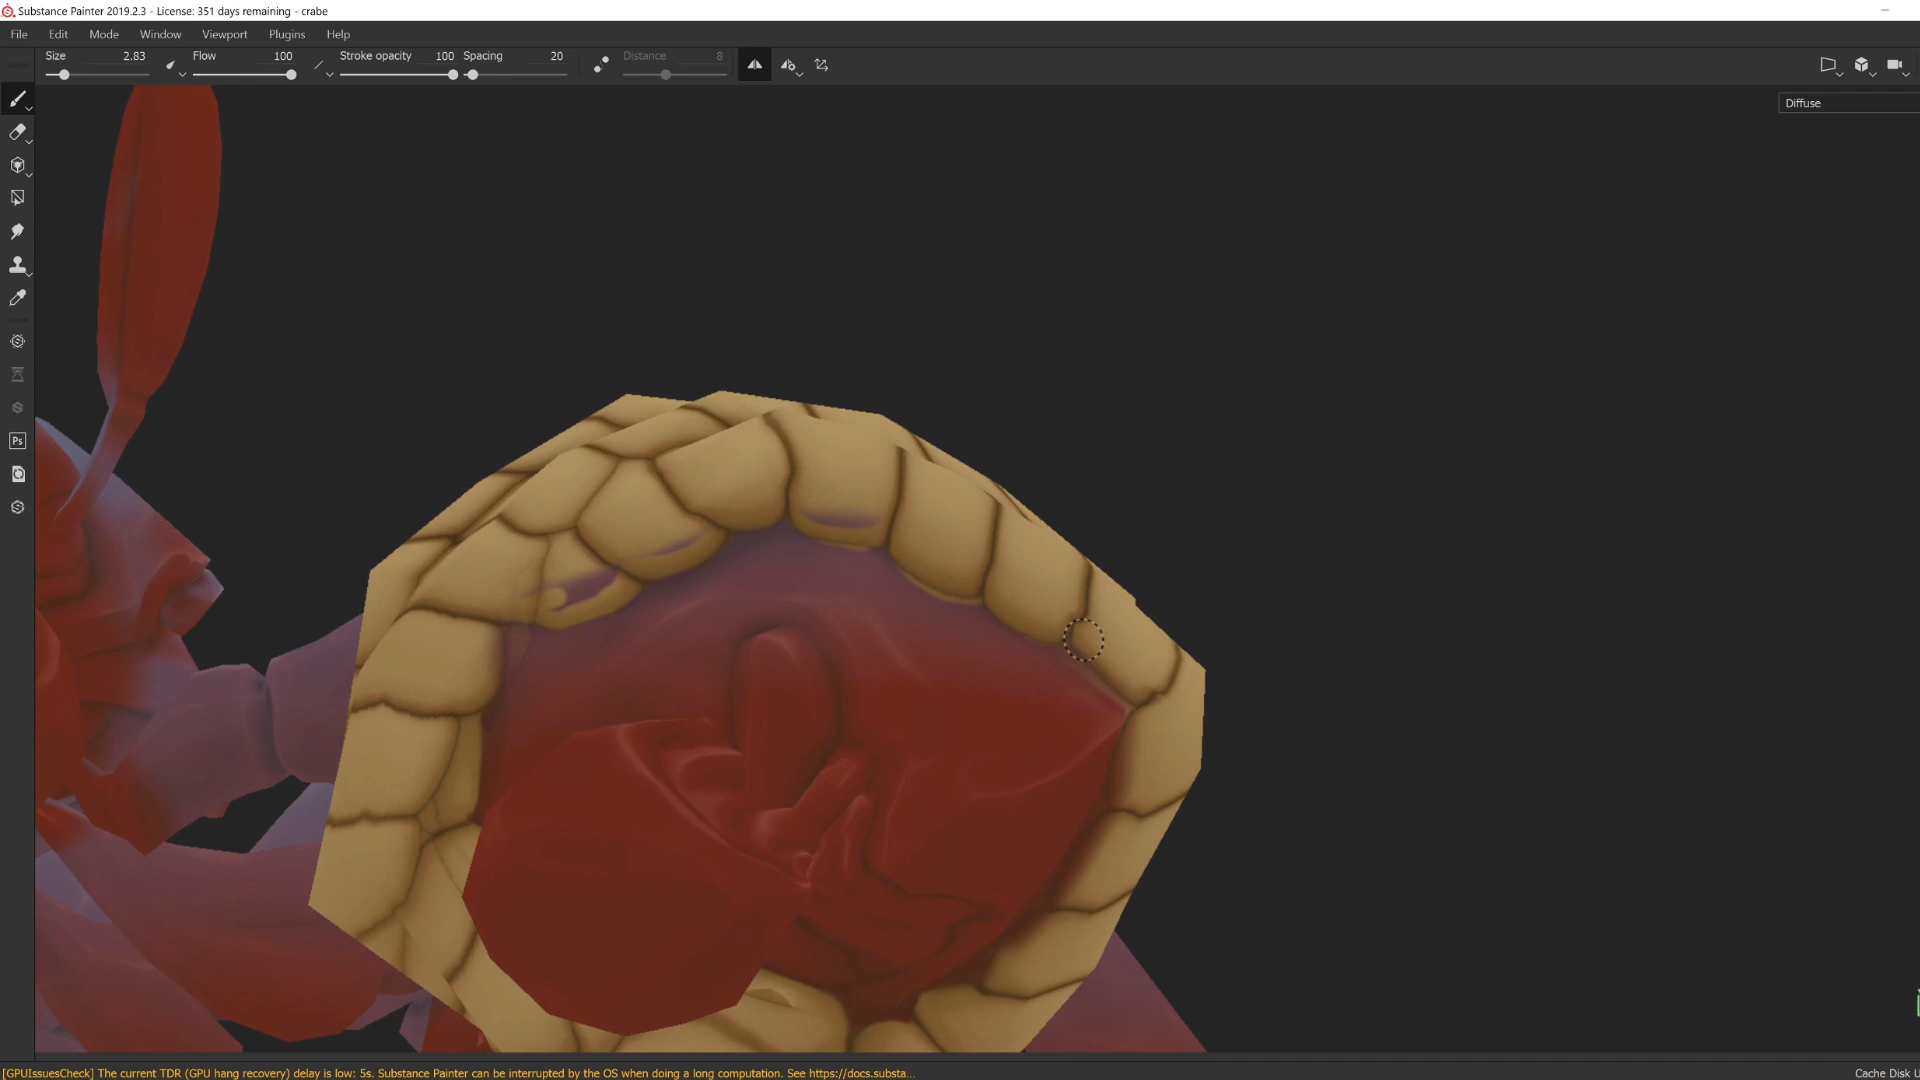 Substance Painter 2019.2.3 - License: 351 days remaining - crabe
File Edit Mode Window Viewport Plugins Help
Size 2.83 Flow 100 Stroke opacity 100 Spacing 20 Distance 8
Diffuse
Ps
[GPUIssuesCheck] The current TDR (GPU hang recovery) delay is low: 5s. Substance Painter can be interrupted by the OS when doing a long computation. See https://docs.substa...
Cache Disk U